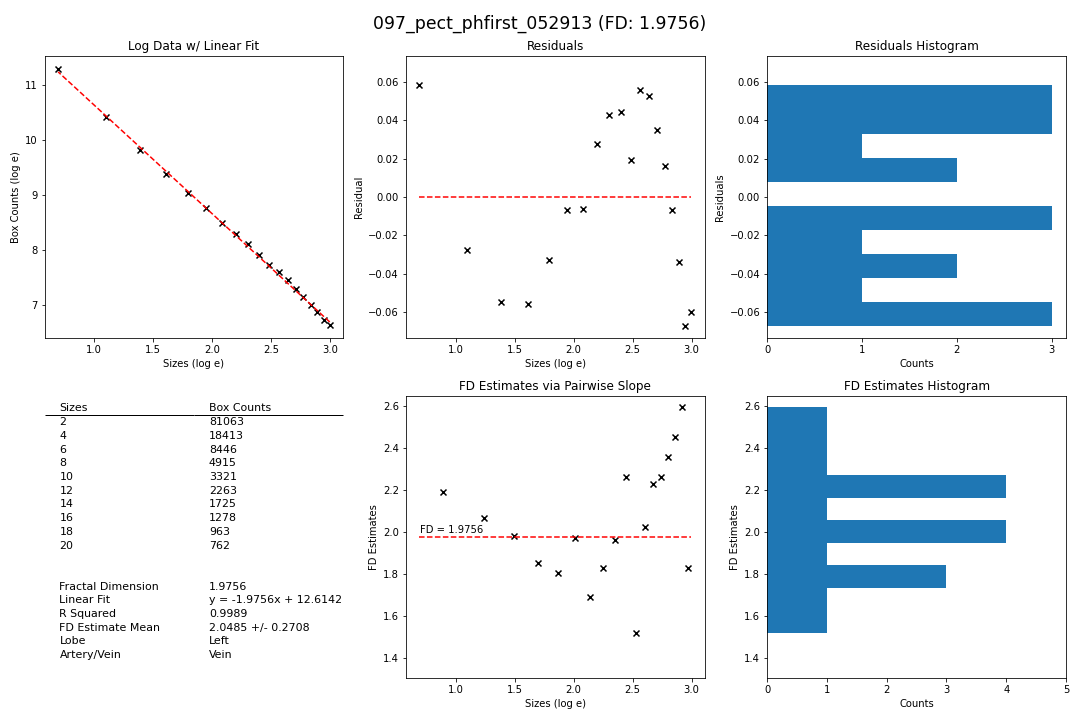 097_pect_phfirst_052913 (FD: 1.9756)
Log Data w/ Linear Fit
Box Counts (log e)
11
10
9
8
7
1.0 1.5 2.0 2.5 3.0
Sizes (log e)
Residuals
Residual
0.06
0.04
0.02
0.00
−0.02
−0.04
−0.06
1.0 1.5 2.0 2.5 3.0
Sizes (log e)
Residuals Histogram
Residuals
0.06
0.04
0.02
0.00
−0.02
−0.04
−0.06
0 1 2 3
Counts
Sizes Box Counts
2 81063
4 18413
6 8446
8 4915
10 3321
12 2263
14 1725
16 1278
18 963
20 762
Fractal Dimension 1.9756
Linear Fit y = -1.9756x + 12.6142
R Squared 0.9989
FD Estimate Mean 2.0485 +/- 0.2708
Lobe Left
Artery/Vein Vein
FD Estimates via Pairwise Slope
FD Estimates
2.6
2.4
2.2
2.0
1.8
1.6
1.4
FD = 1.9756
1.0 1.5 2.0 2.5 3.0
Sizes (log e)
FD Estimates Histogram
FD Estimates
2.6
2.4
2.2
2.0
1.8
1.6
1.4
0 1 2 3 4 5
Counts